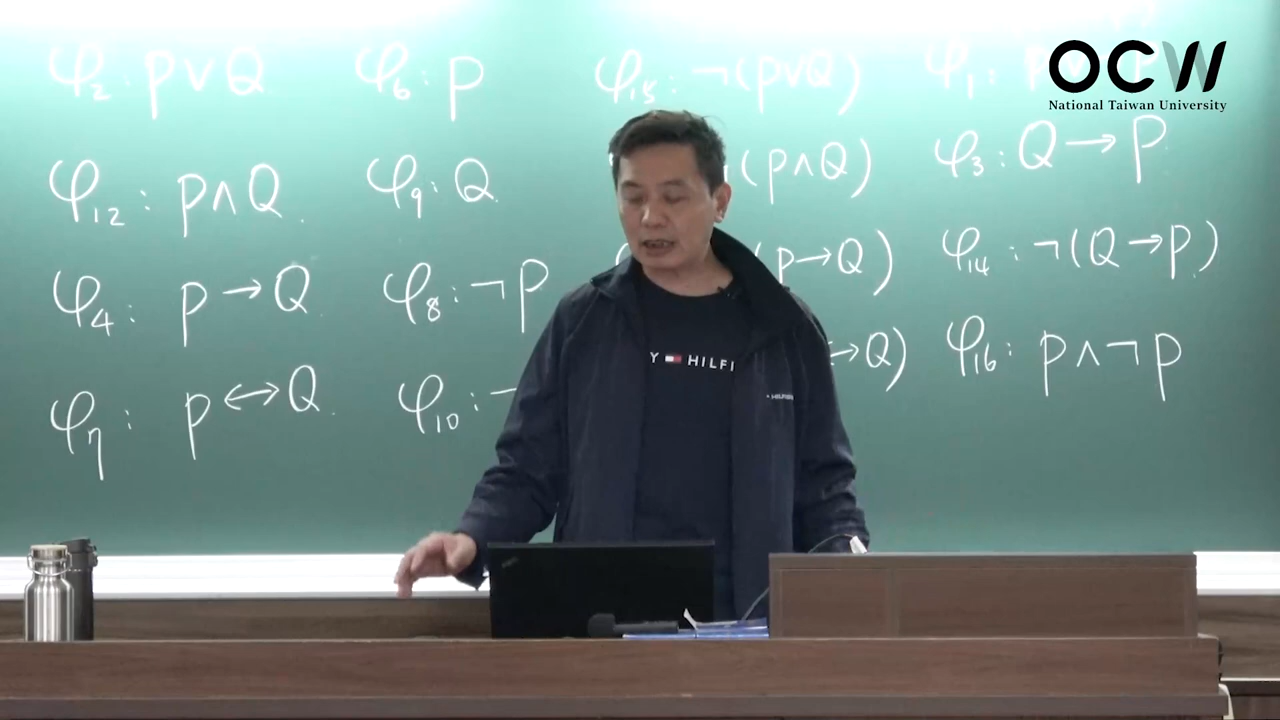 φ₂ : P∨Q
φ₁₂ : P∧Q
φ₄ : P→Q
φ₇ : P↔Q
φ₆ : P
φ₉ : Q
φ₈ : ¬P
φ₁₀ :
φ₁₅ : ¬(P∨Q)
(P∧Q)
P→Q)
↔Q)
φ₁ :
φ₃ : Q→P
φ₁₄ : ¬(Q→P)
φ₁₆ : P∧¬P
OCW
National Taiwan University
Y HILFI